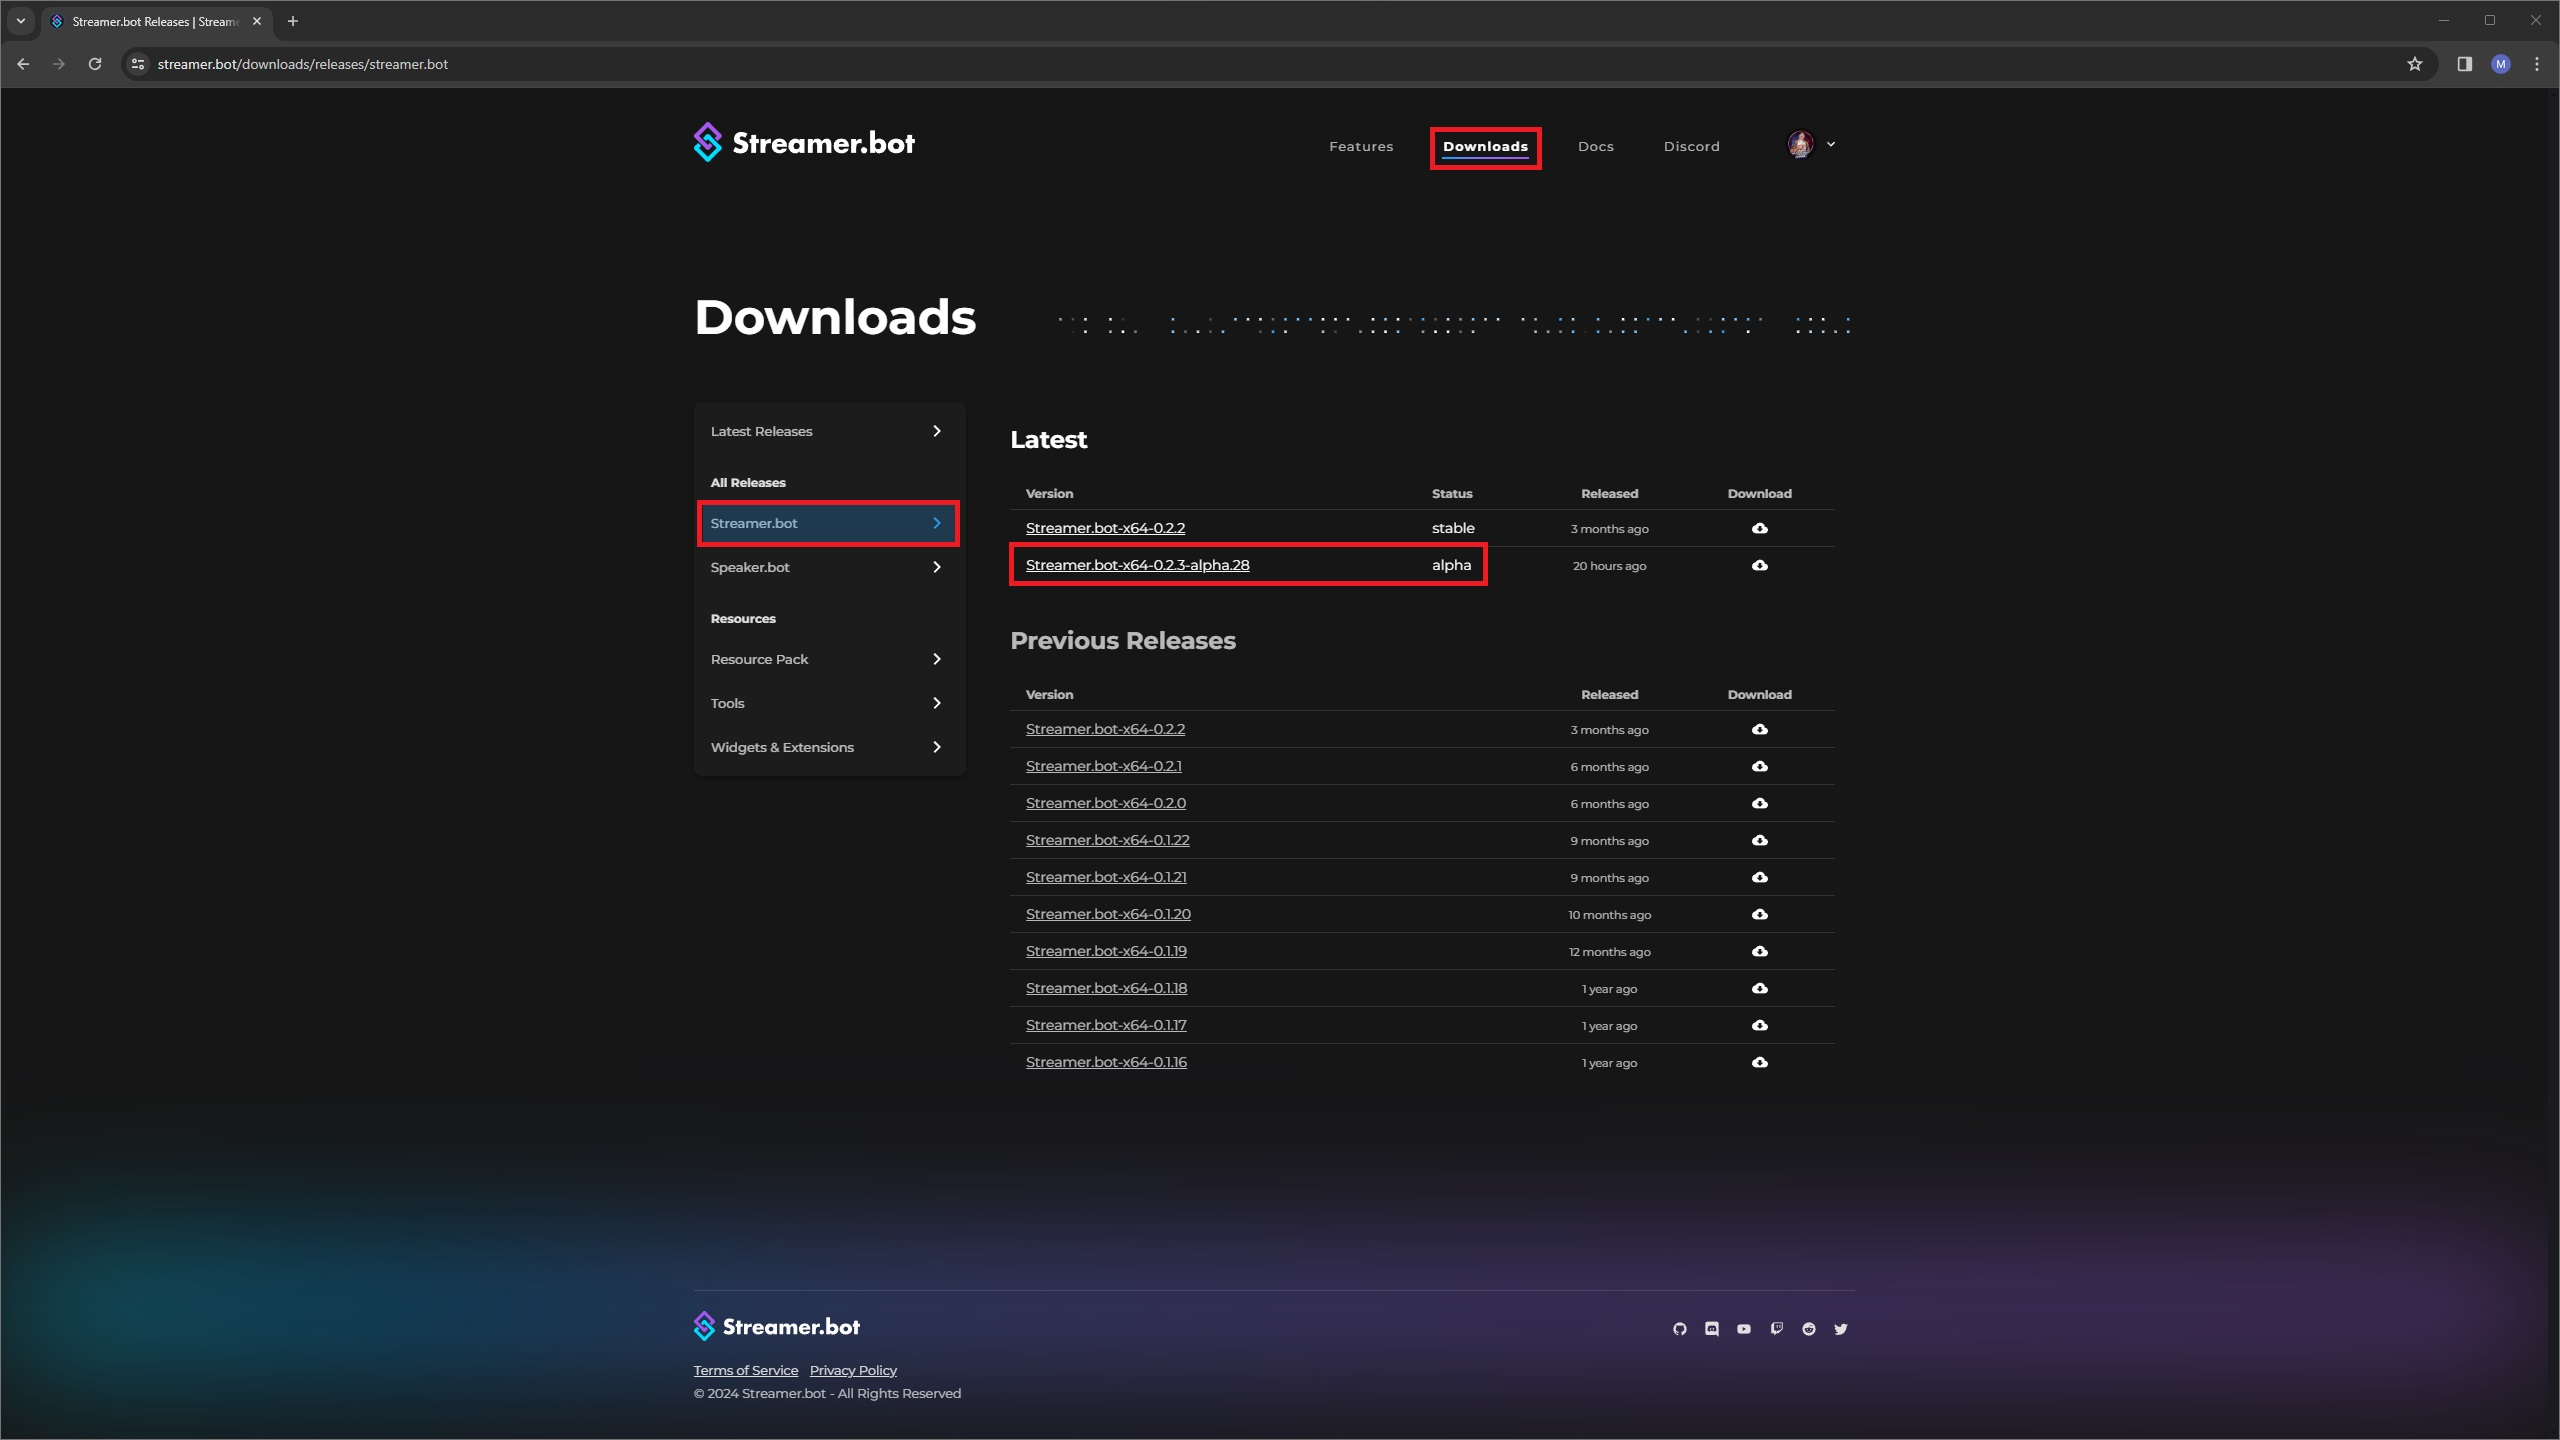 Streamer.bot Releases | Stream
streamer.bot/downloads/releases/streamer.bot
M
Streamer.bot
Features
Downloads
Docs
Discord
Downloads
Latest Releases
All Releases
Streamer.bot
Speaker.bot
Resources
Resource Pack
Tools
Widgets & Extensions
Latest
Version Status Released Download
Streamer.bot-x64-0.2.2 stable 3 months ago
Streamer.bot-x64-0.2.3-alpha.28 alpha 20 hours ago
Previous Releases
Version Released Download
Streamer.bot-x64-0.2.2 3 months ago
Streamer.bot-x64-0.2.1 6 months ago
Streamer.bot-x64-0.2.0 6 months ago
Streamer.bot-x64-0.1.22 9 months ago
Streamer.bot-x64-0.1.21 9 months ago
Streamer.bot-x64-0.1.20 10 months ago
Streamer.bot-x64-0.1.19 12 months ago
Streamer.bot-x64-0.1.18 1 year ago
Streamer.bot-x64-0.1.17 1 year ago
Streamer.bot-x64-0.1.16 1 year ago
Streamer.bot
Terms of Service Privacy Policy
© 2024 Streamer.bot - All Rights Reserved